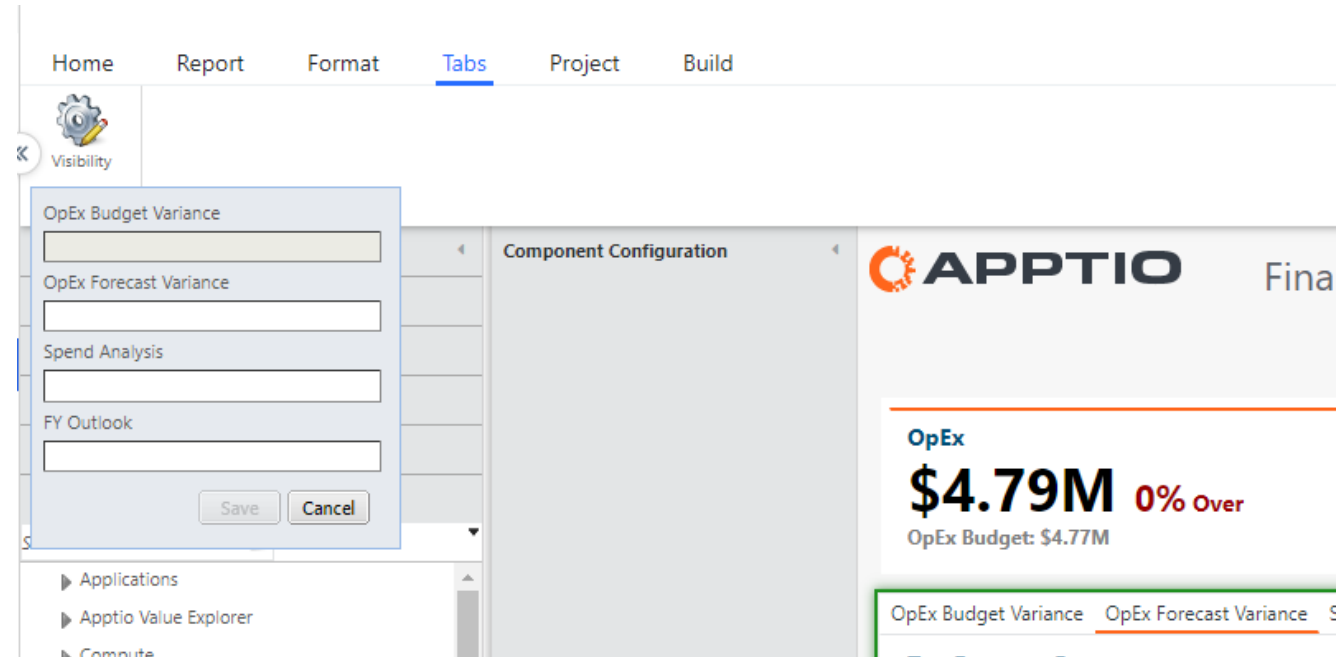 Home Report Format Tabs Project Build
Visibility
OpEx Budget Variance
OpEx Forecast Variance
Spend Analysis
FY Outlook
Save Cancel
Applications
Apptio Value Explorer
Compute
Component Configuration
APPTIO Fina
OpEx
$4.79M 0% Over
OpEx Budget: $4.77M
OpEx Budget Variance OpEx Forecast Variance S